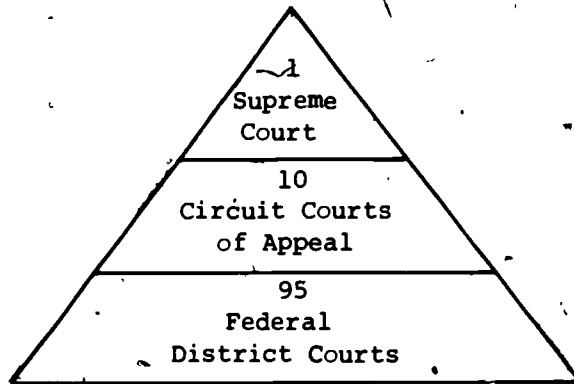 1
Supreme
Court
10
Circuit Courts
of Appeal
95
Federal
District Courts